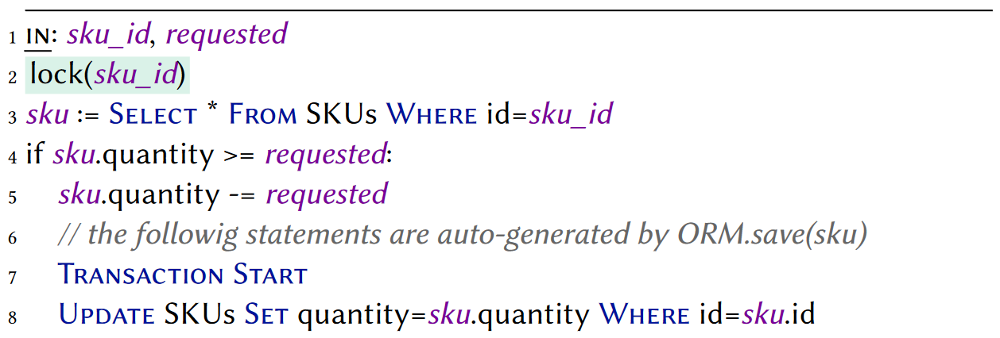 1 IN: sku_id, requested
2 lock(sku_id)
3 sku := SELECT * FROM SKUs WHERE id=sku_id
4 if sku.quantity >= requested:
5 sku.quantity -= requested
6 // the followig statements are auto-generated by ORM.save(sku)
7 TRANSACTION START
8 UPDATE SKUs SET quantity=sku.quantity WHERE id=sku.id